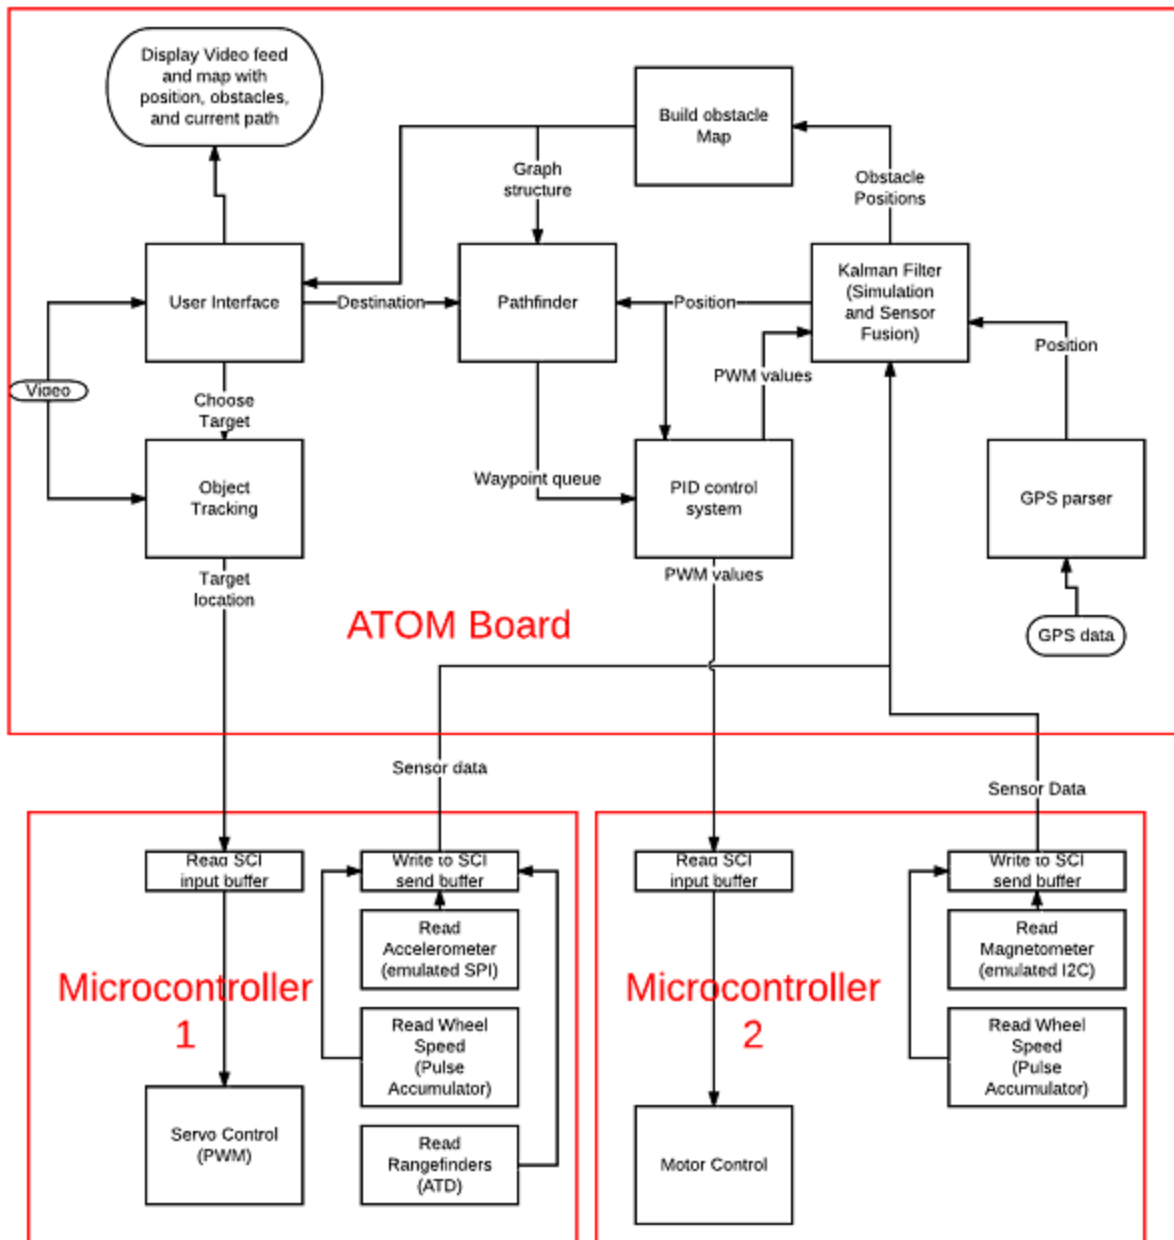 Display Video feed
and map with
position, obstacles,
and current path
Build obstacle
Map
Graph
structure
Obstacle
Positions
User Interface
Destination
Pathfinder
Position
Kalman Filter
(Simulation
and Sensor
Fusion)
Position
PWM values
Video
Choose
Target
Object
Tracking
Waypoint queue
PID control
system
GPS parser
Target
location
PWM values
ATOM Board
GPS data
Sensor data
Sensor Data
Read SCI
input buffer
Write to SCI
send buffer
Read
Accelerometer
(emulated SPI)
Microcontroller
1
Read Wheel
Speed
(Pulse
Accumulator)
Servo Control
(PWM)
Read
Rangefinders
(ATD)
Read SCI
input buffer
Write to SCI
send buffer
Read
Magnetometer
(emulated I2C)
Microcontroller
2
Read Wheel
Speed
(Pulse
Accumulator)
Motor Control